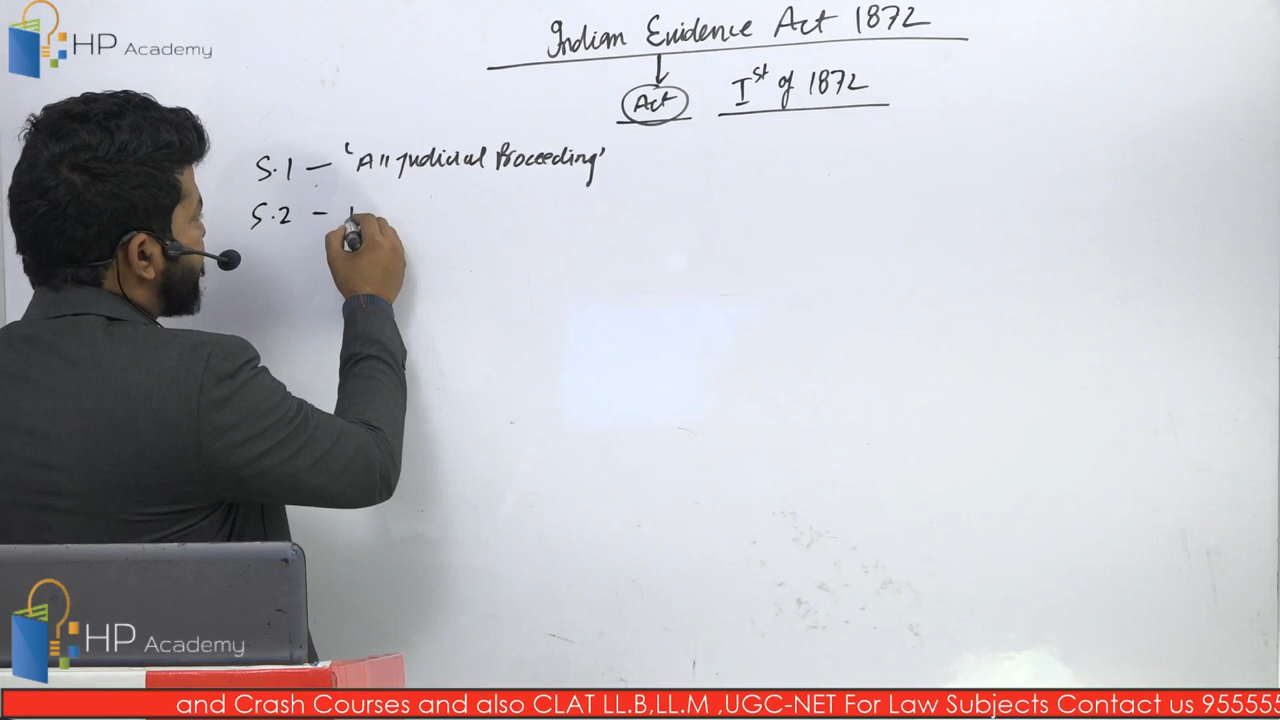 HP Academy
Indian Evidence Act 1872
Act Ist of 1872
S.1 – 'All Judicial Proceeding'
S.2 –
HP Academy
and Crash Courses and also CLAT LL.B,LL.M ,UGC-NET For Law Subjects Contact us 95555